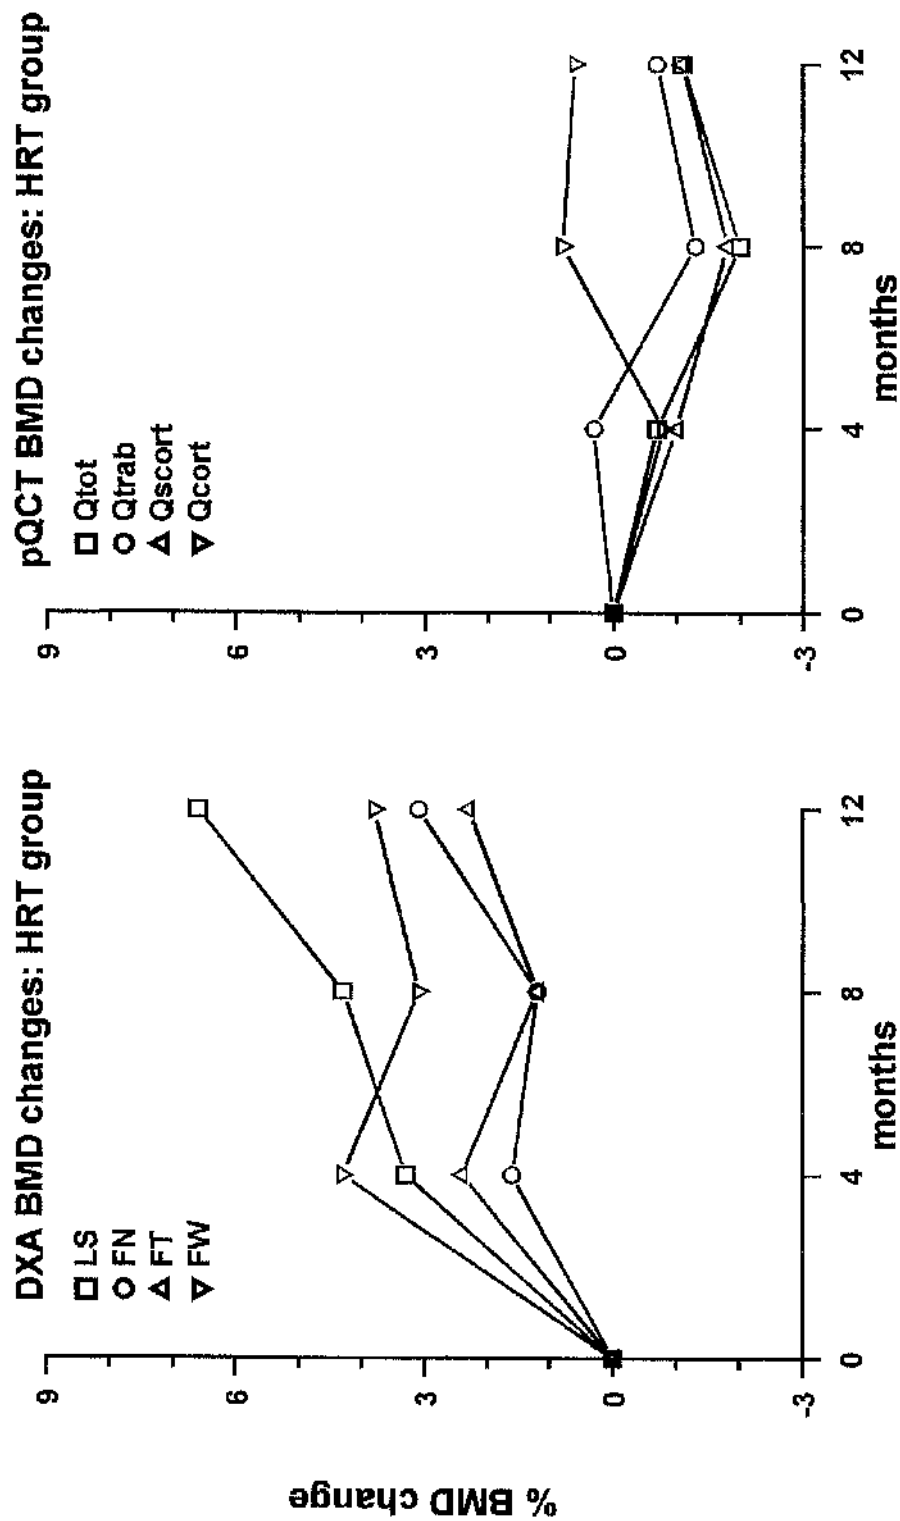 DXA BMD changes: HRT group
LS
FN
FT
FW
9
6
3
0
-3
0
4
8
12
months
% BMD change
pQCT BMD changes: HRT group
Qtot
Qtrab
Qscort
Qcort
9
6
3
0
-3
0
4
8
12
months